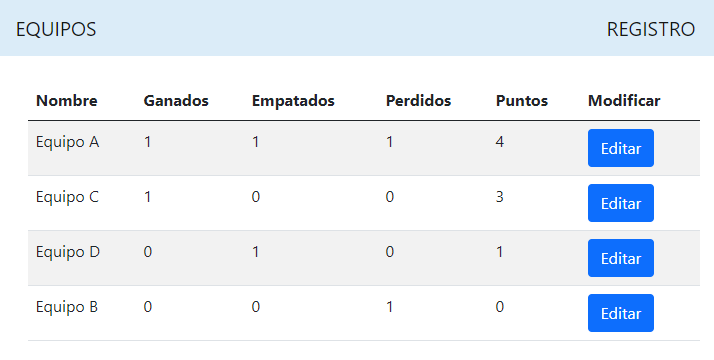 EQUIPOS REGISTRO
Nombre Ganados Empatados Perdidos Puntos Modificar
Equipo A 1 1 1 4 Editar
Equipo C 1 0 0 3 Editar
Equipo D 0 1 0 1 Editar
Equipo B 0 0 1 0 Editar